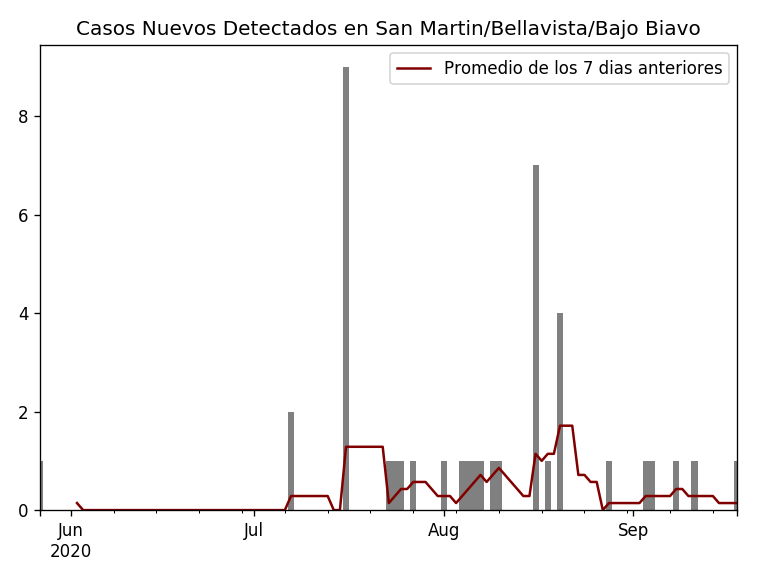 Casos Nuevos Detectados en San Martin/Bellavista/Bajo Biavo
Promedio de los 7 dias anteriores
8
6
4
2
0
Jun
2020
Jul
Aug
Sep